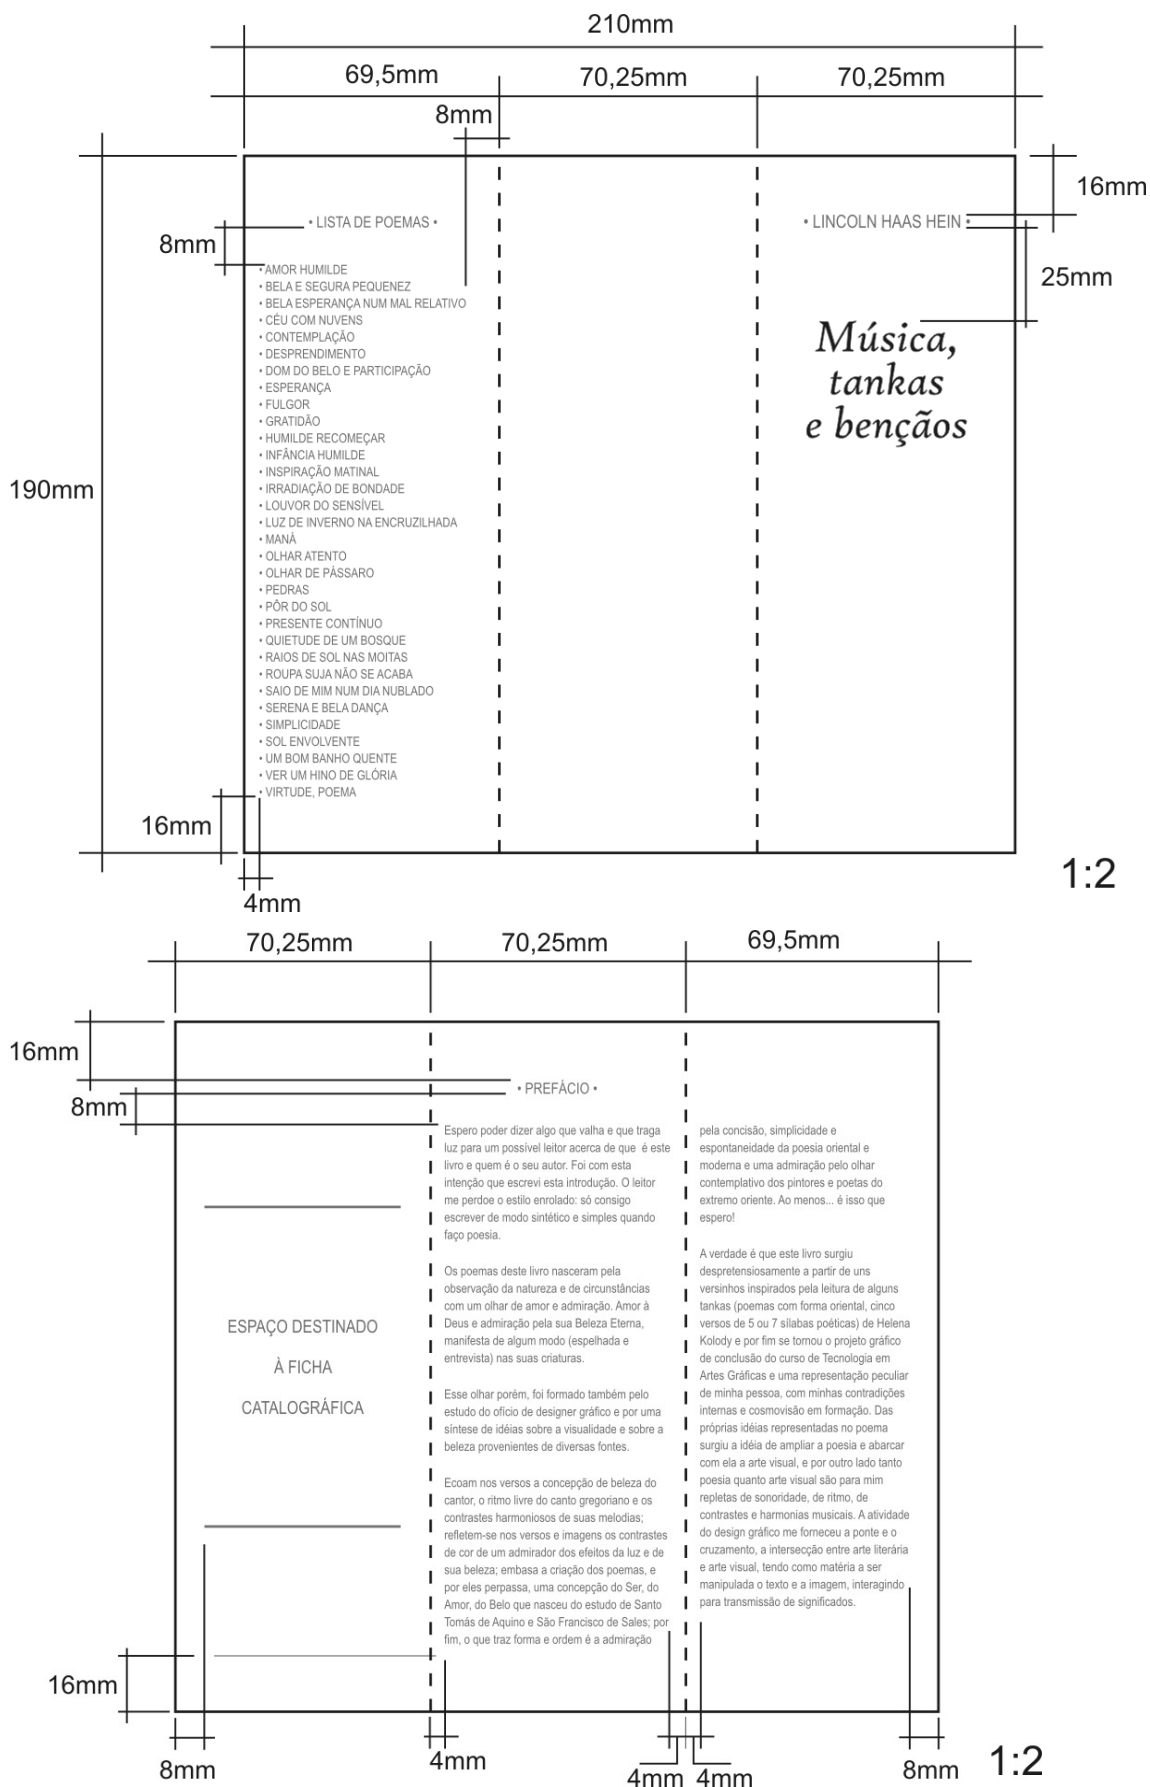 210mm
69,5mm
70,25mm
70,25mm
8mm
16mm
• LISTA DE POEMAS •
• LINCOLN HAAS HEIN •
8mm
25mm
• AMOR HUMILDE
• BELA E SEGURA PEQUENEZ
• BELA ESPERANÇA NUM MAL RELATIVO
• CÉU COM NUVENS
• CONTEMPLAÇÃO
• DESPRENDIMENTO
• DOM DO BELO E PARTICIPAÇÃO
• ESPERANÇA
• FULGOR
• GRATIDÃO
• HUMILDE RECOMEÇAR
• INFÂNCIA HUMILDE
• INSPIRAÇÃO MATINAL
• IRRADIAÇÃO DE BONDADE
• LOUVOR DO SENSÍVEL
• LUZ DE INVERNO NA ENCRUZILHADA
• MANÁ
• OLHAR ATENTO
• OLHAR DE PÁSSARO
• PEDRAS
• PÔR DO SOL
• PRESENTE CONTÍNUO
• QUIETUDE DE UM BOSQUE
• RAIOS DE SOL NAS MOITAS
• ROUPA SUJA NÃO SE ACABA
• SAIO DE MIM NUM DIA NUBLADO
• SERENA E BELA DANÇA
• SIMPLICIDADE
• SOL ENVOLVENTE
• UM BOM BANHO QUENTE
• VER UM HINO DE GLÓRIA
• VIRTUDE, POEMA
Música,
tankas
e bençãos
190mm
16mm
4mm
1:2
70,25mm
70,25mm
69,5mm
16mm
8mm
• PREFÁCIO •
ESPAÇO DESTINADO
À FICHA
CATALOGRÁFICA
Espero poder dizer algo que valha e que traga
luz para um possível leitor acerca de que  é este
livro e quem é o seu autor. Foi com esta
intenção que escrevi esta introdução. O leitor
me perdoe o estilo enrolado: só consigo
escrever de modo sintético e simples quando
faço poesia.
Os poemas deste livro nasceram pela
observação da natureza e de circunstâncias
com um olhar de amor e admiração. Amor à
Deus e admiração pela sua Beleza Eterna,
manifesta de algum modo (espelhada e
entrevista) nas suas criaturas.
Esse olhar porém, foi formado também pelo
estudo do ofício de designer gráfico e por uma
síntese de idéias sobre a visualidade e sobre a
beleza provenientes de diversas fontes.
Ecoam nos versos a concepção de beleza do
cantor, o ritmo livre do canto gregoriano e os
contrastes harmoniosos de suas melodias;
refletem-se nos versos e imagens os contrastes
de cor de um admirador dos efeitos da luz e de
sua beleza; embasa a criação dos poemas, e
por eles perpassa, uma concepção do Ser, do
Amor, do Belo que nasceu do estudo de Santo
Tomás de Aquino e São Francisco de Sales; por
fim, o que traz forma e ordem é a admiração
pela concisão, simplicidade e
espontaneidade da poesia oriental e
moderna e uma admiração pelo olhar
contemplativo dos pintores e poetas do
extremo oriente. Ao menos... é isso que
espero!
A verdade é que este livro surgiu
despretensiosamente a partir de uns
versinhos inspirados pela leitura de alguns
tankas (poemas com forma oriental, cinco
versos de 5 ou 7 sílabas poéticas) de Helena
Kolody e por fim se tornou o projeto gráfico
de conclusão do curso de Tecnologia em
Artes Gráficas e uma representação peculiar
de minha pessoa, com minhas contradições
internas e cosmovisão em formação. Das
próprias idéias representadas no poema
surgiu a idéia de ampliar a poesia e abarcar
com ela a arte visual, e por outro lado tanto
poesia quanto arte visual são para mim
repletas de sonoridade, de ritmo, de
contrastes e harmonias musicais. A atividade
do design gráfico me forneceu a ponte e o
cruzamento, a intersecção entre arte literária
e arte visual, tendo como matéria a ser
manipulada o texto e a imagem, interagindo
para transmissão de significados.
16mm
8mm
4mm
4mm
4mm
8mm
1:2